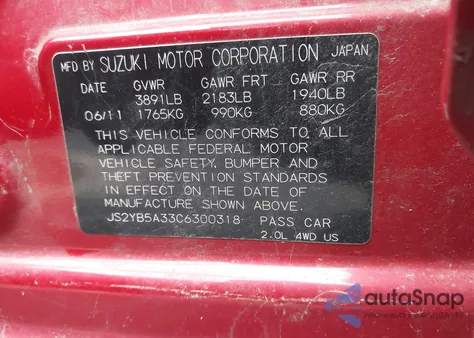 MFD BY SUZUKI MOTOR CORPORATION JAPAN
DATE GVWR GAWR FRT GAWR RR
3891LB 2183LB 1940LB
06/11 1765KG 990KG 880KG
THIS VEHICLE CONFORMS TO ALL
APPLICABLE FEDERAL MOTOR
VEHICLE SAFETY, BUMPER AND
THEFT PREVENTION STANDARDS
IN EFFECT ON THE DATE OF
MANUFACTURE SHOWN ABOVE.
JS2YB5A33C6300318 PASS CAR
2.0L 4WD US
autoSnap